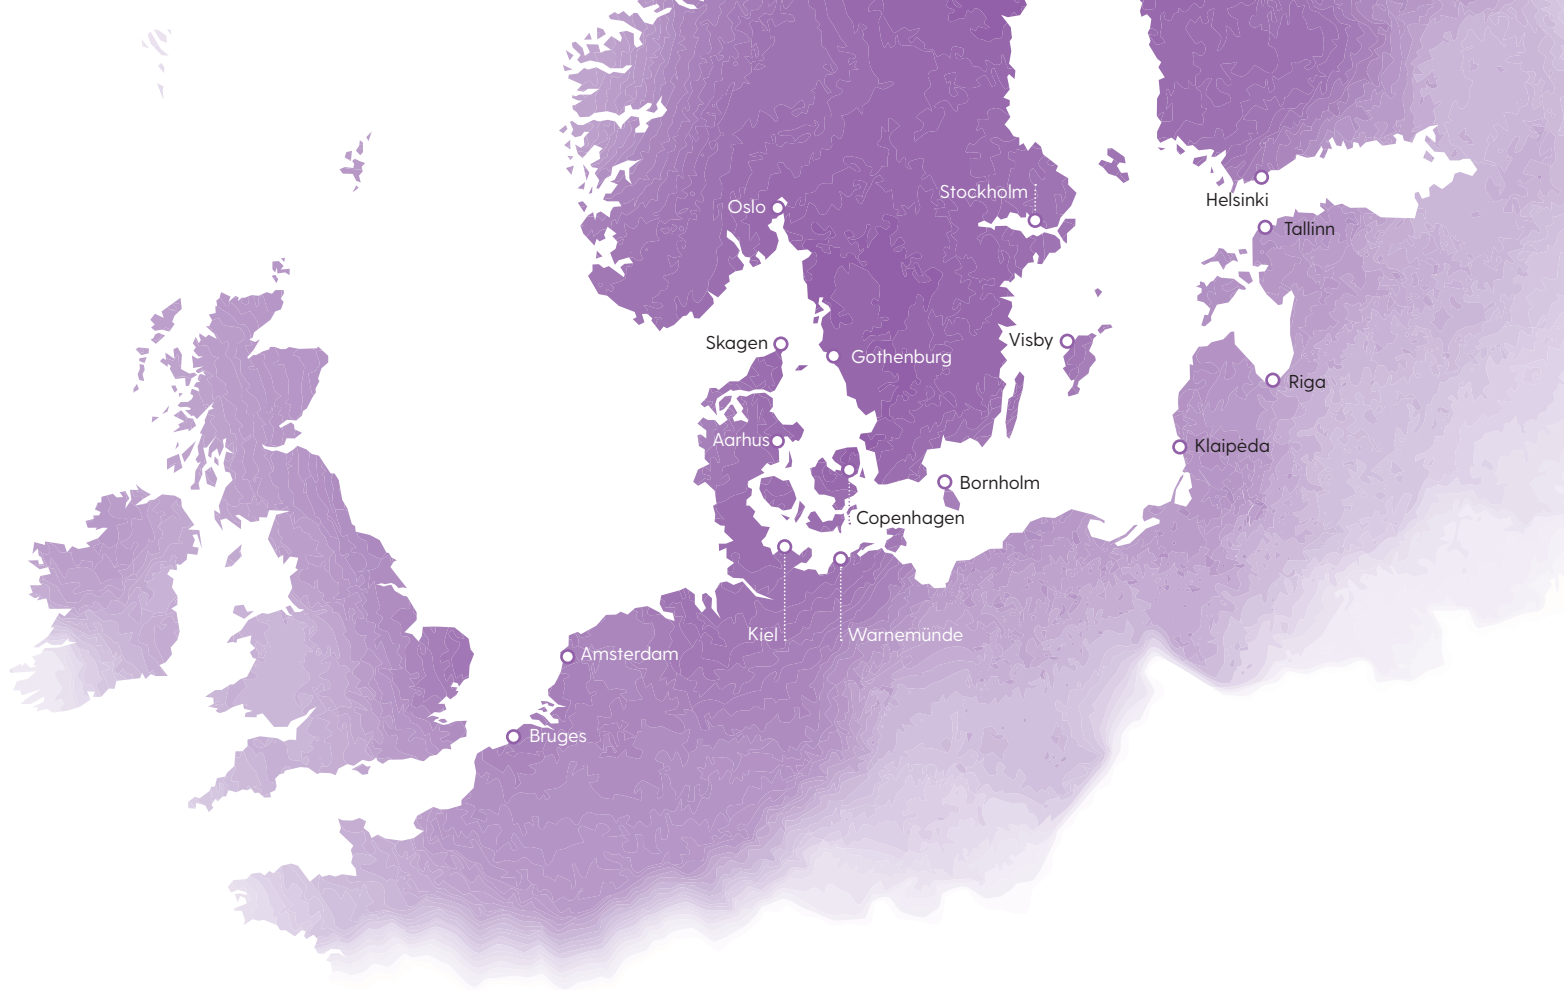 Stockholm
Helsinki
Oslo
Tallinn
Visby
Skagen
Gothenburg
Riga
Aarhus
Klaipėda
Bornholm
Copenhagen
Kiel
Warnemünde
Amsterdam
Bruges